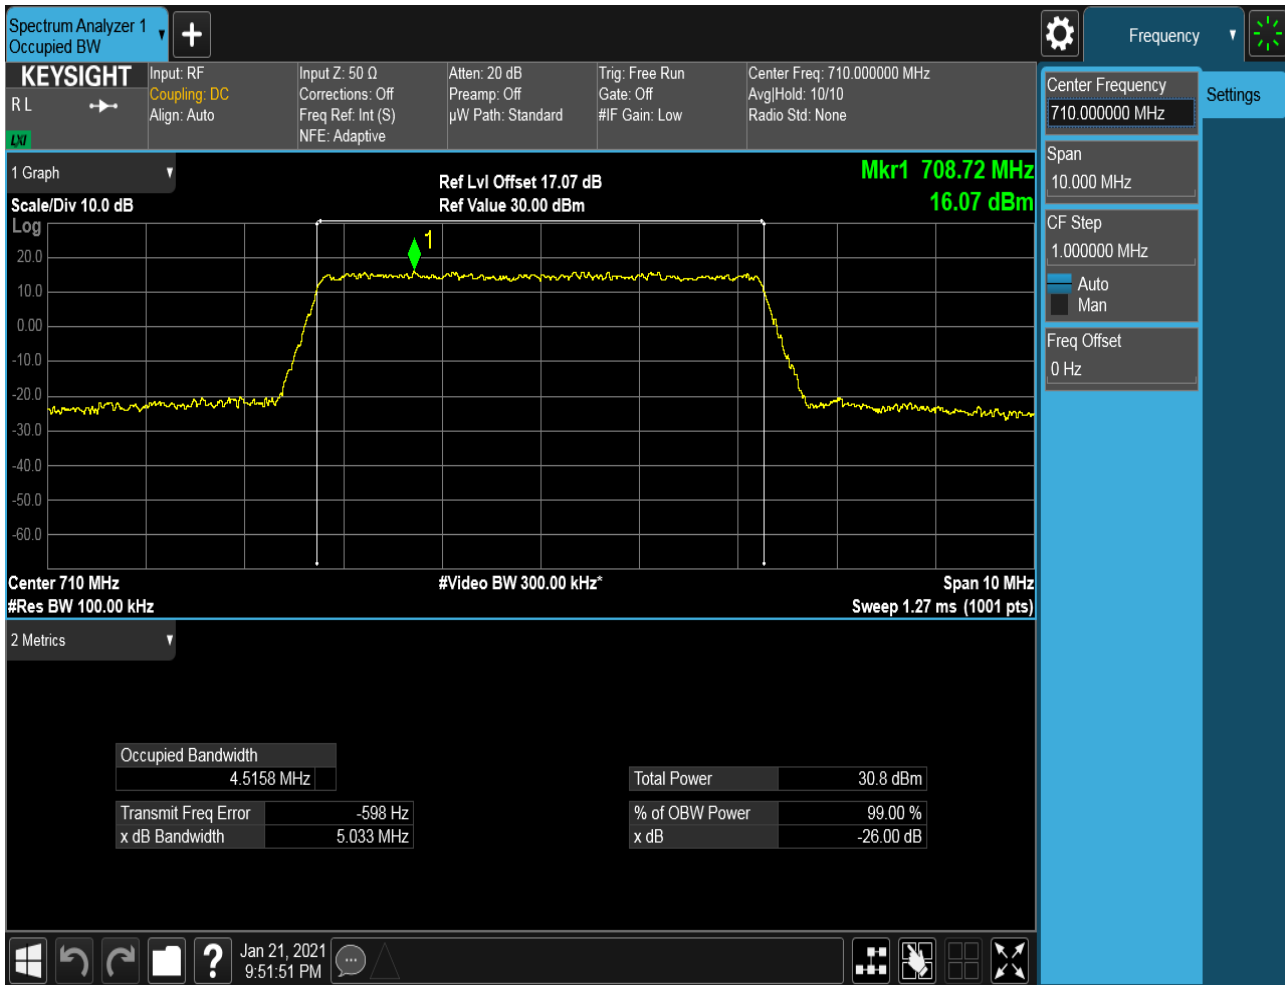 Spectrum Analyzer 1
Occupied BW
+
Frequency
KEYSIGHT
R L
LXI
Input: RF
Coupling: DC
Align: Auto
Input Z: 50 Ω
Corrections: Off
Freq Ref: Int (S)
NFE: Adaptive
Atten: 20 dB
Preamp: Off
µW Path: Standard
Trig: Free Run
Gate: Off
#IF Gain: Low
Center Freq: 710.000000 MHz
Avg|Hold: 10/10
Radio Std: None
Center Frequency
710.000000 MHz
Settings
Span
10.000 MHz
CF Step
1.000000 MHz
Auto
Man
Freq Offset
0 Hz
1 Graph
Ref Lvl Offset 17.07 dB
Mkr1 708.72 MHz
Scale/Div 10.0 dB
Ref Value 30.00 dBm
16.07 dBm
Log
1
20.0
10.0
0.00
-10.0
-20.0
-30.0
-40.0
-50.0
-60.0
Center 710 MHz
#Video BW 300.00 kHz*
Span 10 MHz
#Res BW 100.00 kHz
Sweep 1.27 ms (1001 pts)
2 Metrics
Occupied Bandwidth
4.5158 MHz
Total Power 30.8 dBm
Transmit Freq Error -598 Hz
% of OBW Power 99.00 %
x dB Bandwidth 5.033 MHz
x dB -26.00 dB
?
Jan 21, 2021
9:51:51 PM